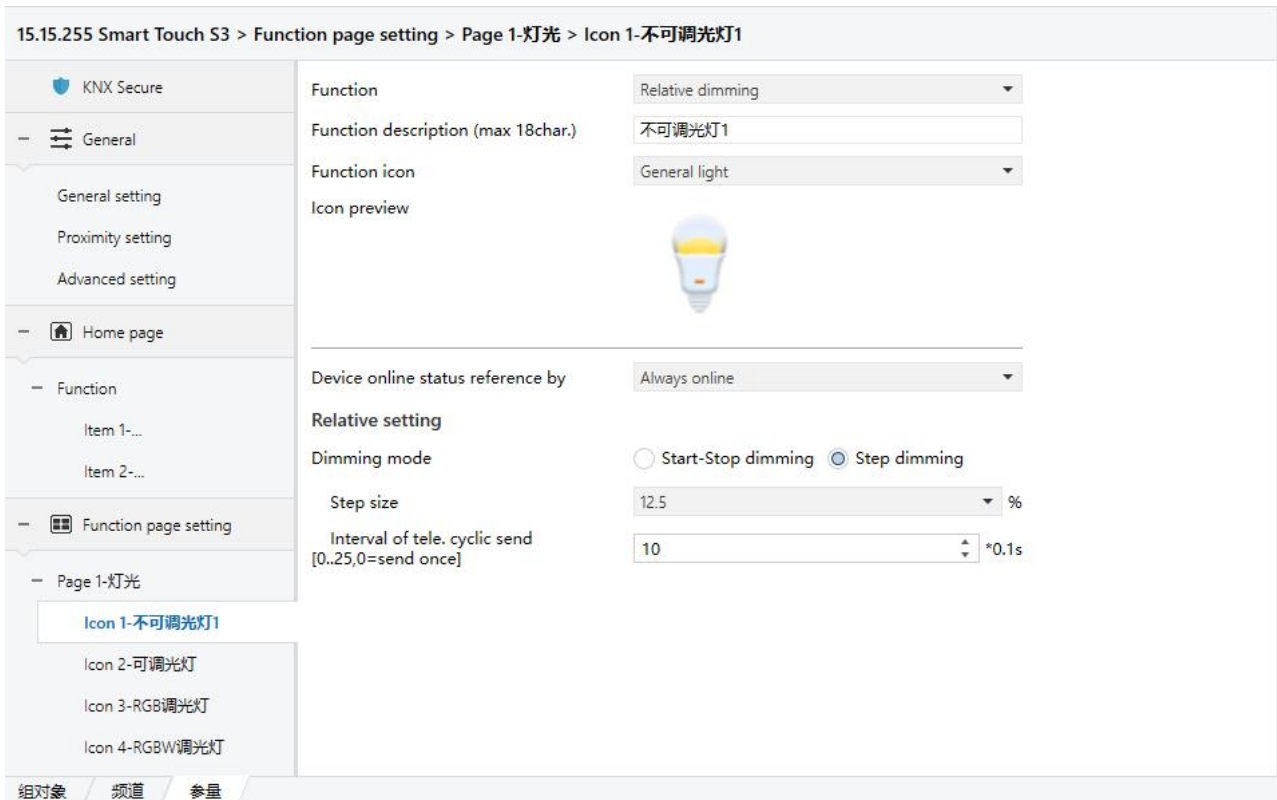 15.15.255 Smart Touch S3 > Function page setting > Page 1-灯光 > Icon 1-不可调光灯1
KNX Secure
General
General setting
Proximity setting
Advanced setting
Home page
Function
Item 1-...
Item 2-...
Function page setting
Page 1-灯光
Icon 1-不可调光灯1
Icon 2-可调光灯
Icon 3-RGB调光灯
Icon 4-RGBW调光灯
Function Relative dimming
Function description (max 18char.) 不可调光灯1
Function icon General light
Icon preview
Device online status reference by Always online
Relative setting
Dimming mode Start-Stop dimming Step dimming
Step size 12.5 %
Interval of tele. cyclic send
[0..25,0=send once] 10 *0.1s
组对象 频道 参量